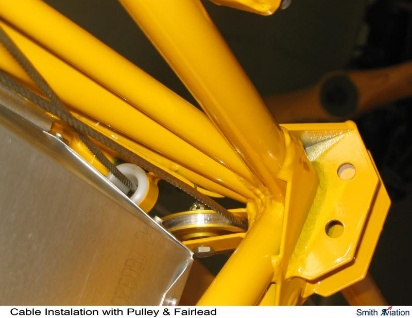 Cable Instalation with Pulley & Fairlead
Smith Aviation